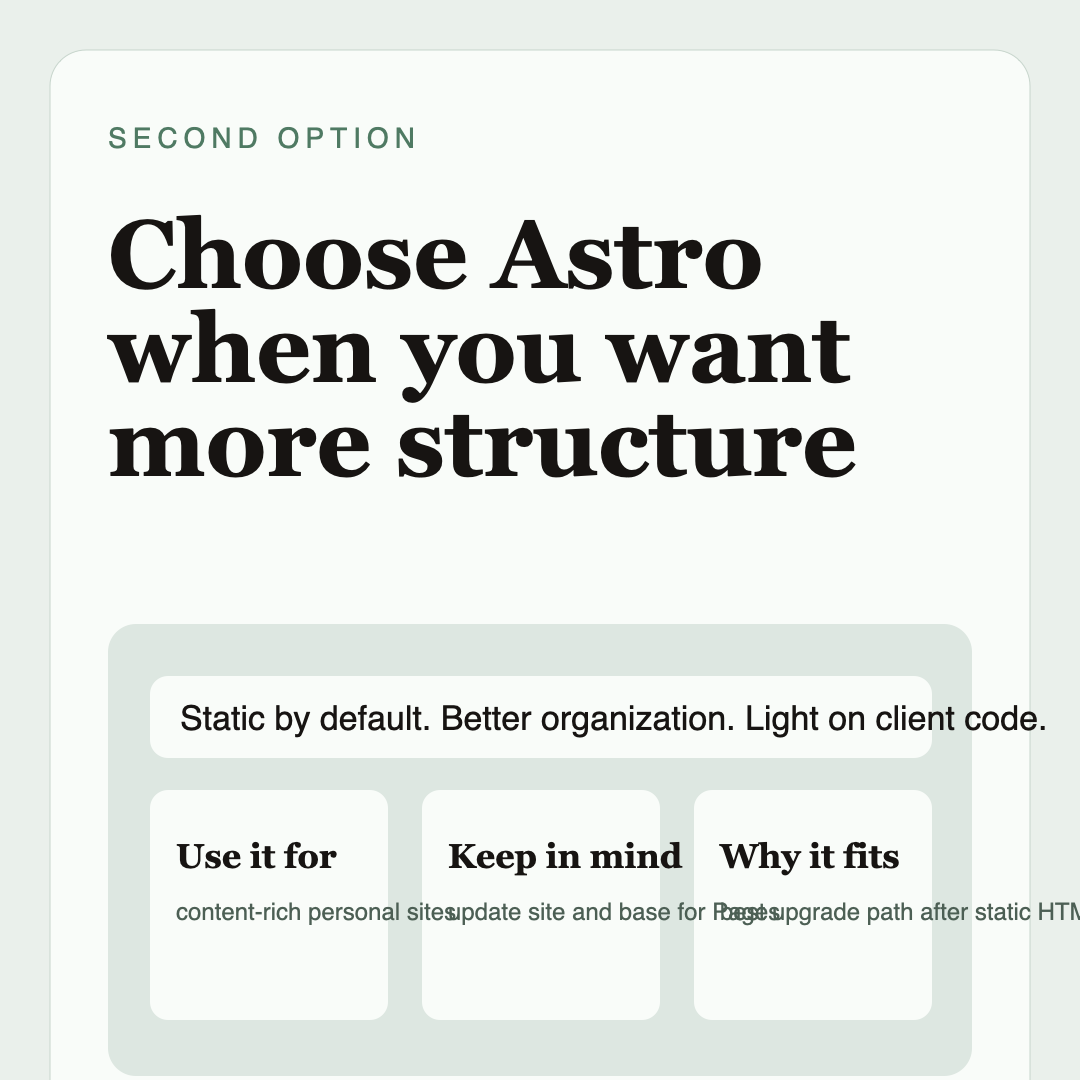 SECOND OPTION
Choose Astro
when you want
more structure
Static by default. Better organization. Light on client code.
Use it for
content-rich personal sites
Keep in mind
update site and base for Pages
Why it fits
best upgrade path after static